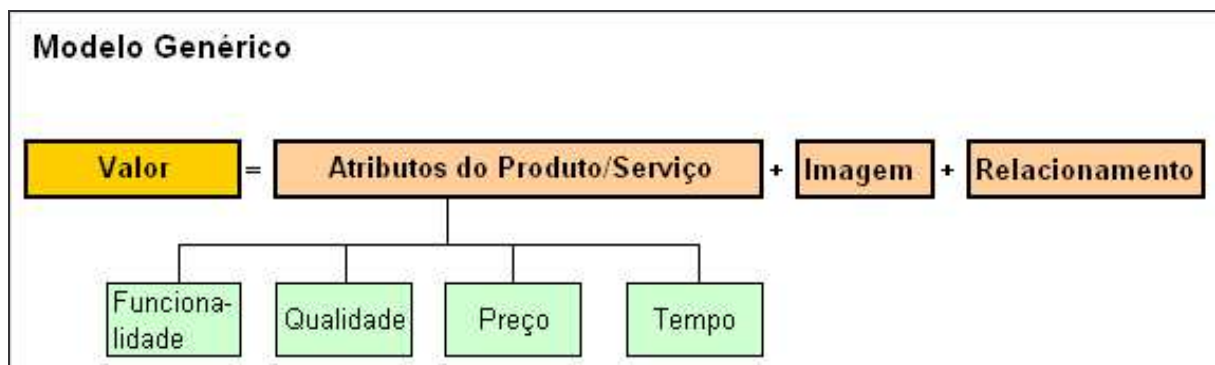 Modelo Genérico
Valor = Atributos do Produto/Serviço + Imagem + Relacionamento
Funciona-
lidade
Qualidade
Preço
Tempo